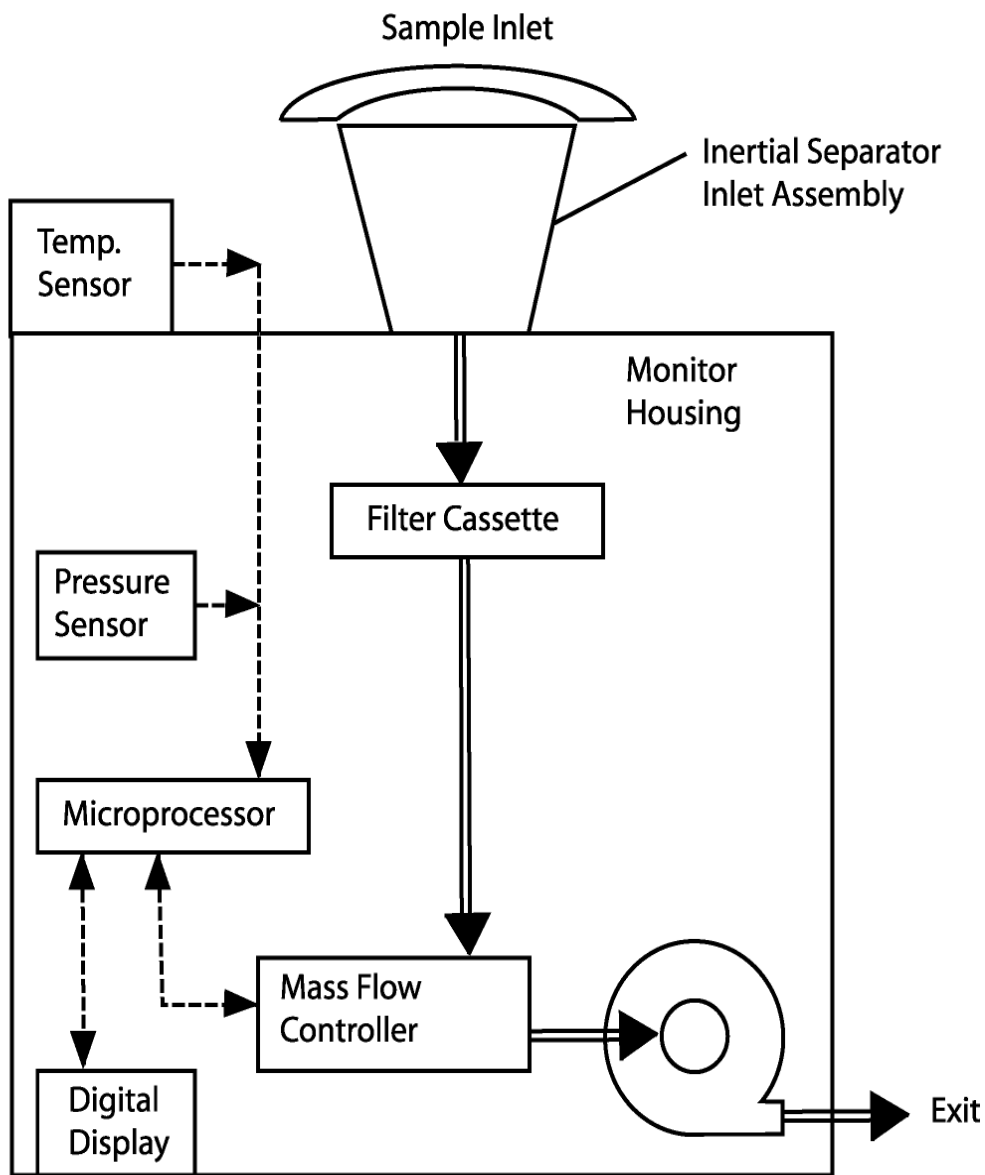 Sample Inlet
Inertial Separator
Inlet Assembly
Temp.
Sensor
Monitor
Housing
Filter Cassette
Pressure
Sensor
Microprocessor
Mass Flow
Controller
Digital
Display
Exit